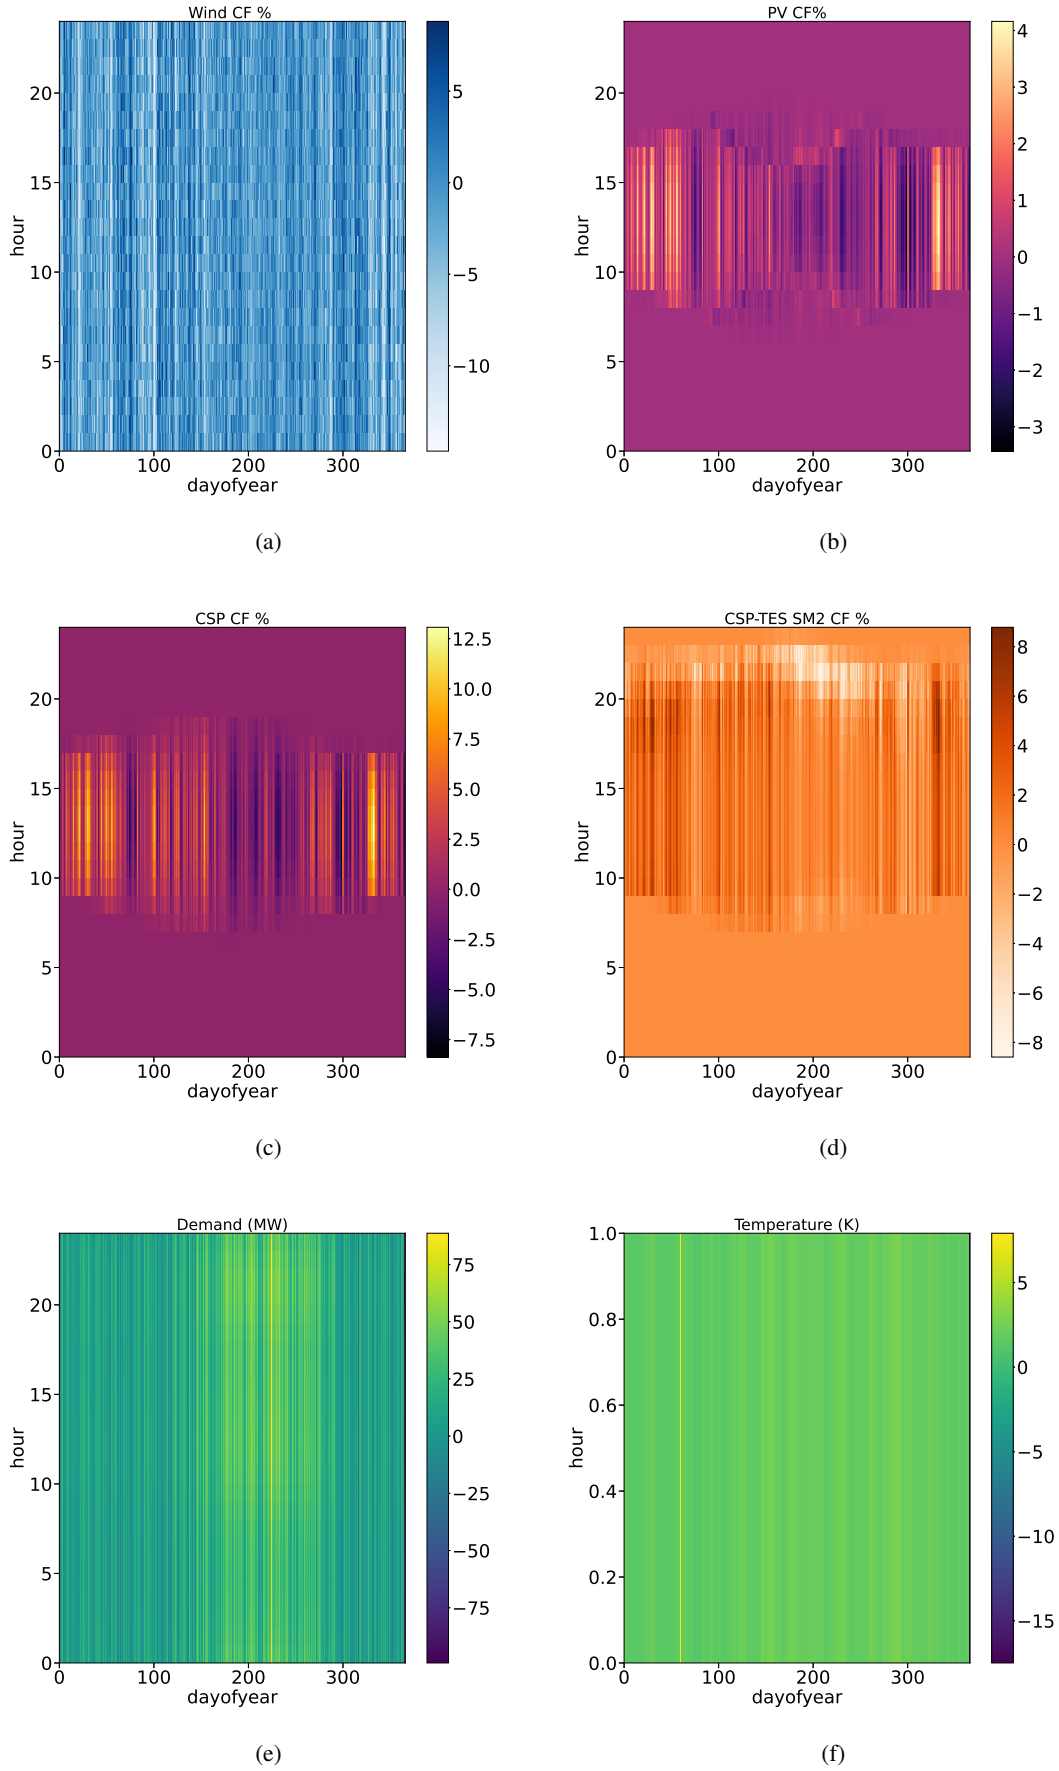 Wind CF %
hour
20
15
10
5
0
0 100 200 300
dayofyear
5
0
−5
−10
(a)
PV CF%
hour
20
15
10
5
0
0 100 200 300
dayofyear
4
3
2
1
0
−1
−2
−3
(b)
CSP CF %
hour
20
15
10
5
0
0 100 200 300
dayofyear
12.5
10.0
7.5
5.0
2.5
0.0
−2.5
−5.0
−7.5
(c)
CSP-TES SM2 CF %
hour
20
15
10
5
0
0 100 200 300
dayofyear
8
6
4
2
0
−2
−4
−6
−8
(d)
Demand (MW)
hour
20
15
10
5
0
0 100 200 300
dayofyear
75
50
25
0
−25
−50
−75
(e)
Temperature (K)
hour
1.0
0.8
0.6
0.4
0.2
0.0
0 100 200 300
dayofyear
5
0
−5
−10
−15
(f)